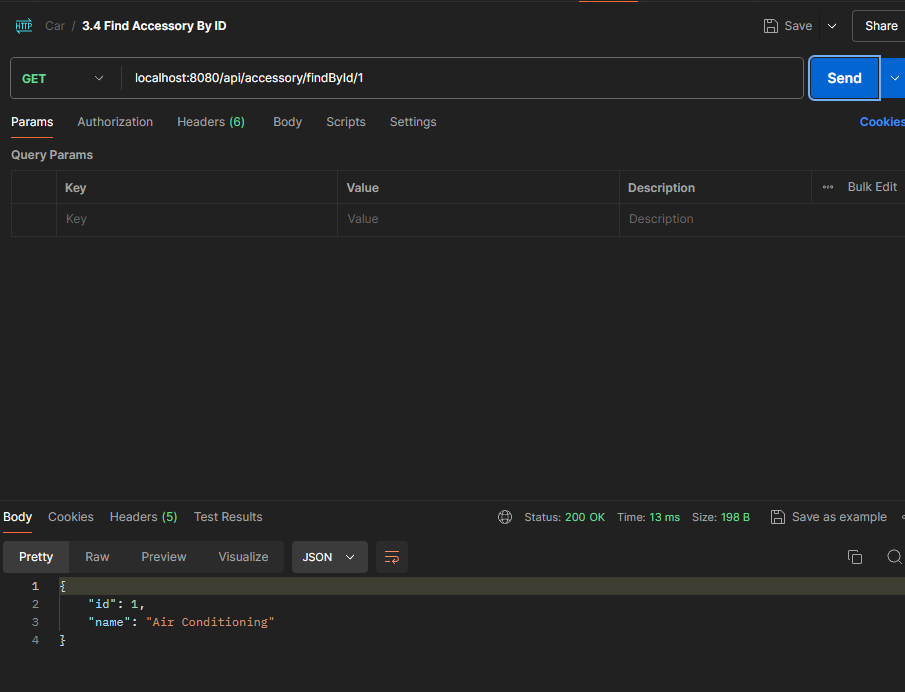 HTTP Car / 3.4 Find Accessory By ID Save Share
GET localhost:8080/api/accessory/findById/1 Send
Params Authorization Headers (6) Body Scripts Settings Cookies
Query Params
Key Value Description Bulk Edit
Key Value Description
Body Cookies Headers (5) Test Results Status: 200 OK Time: 13 ms Size: 198 B Save as example
Pretty Raw Preview Visualize JSON
1 {
2 "id": 1,
3 "name": "Air Conditioning"
4 }